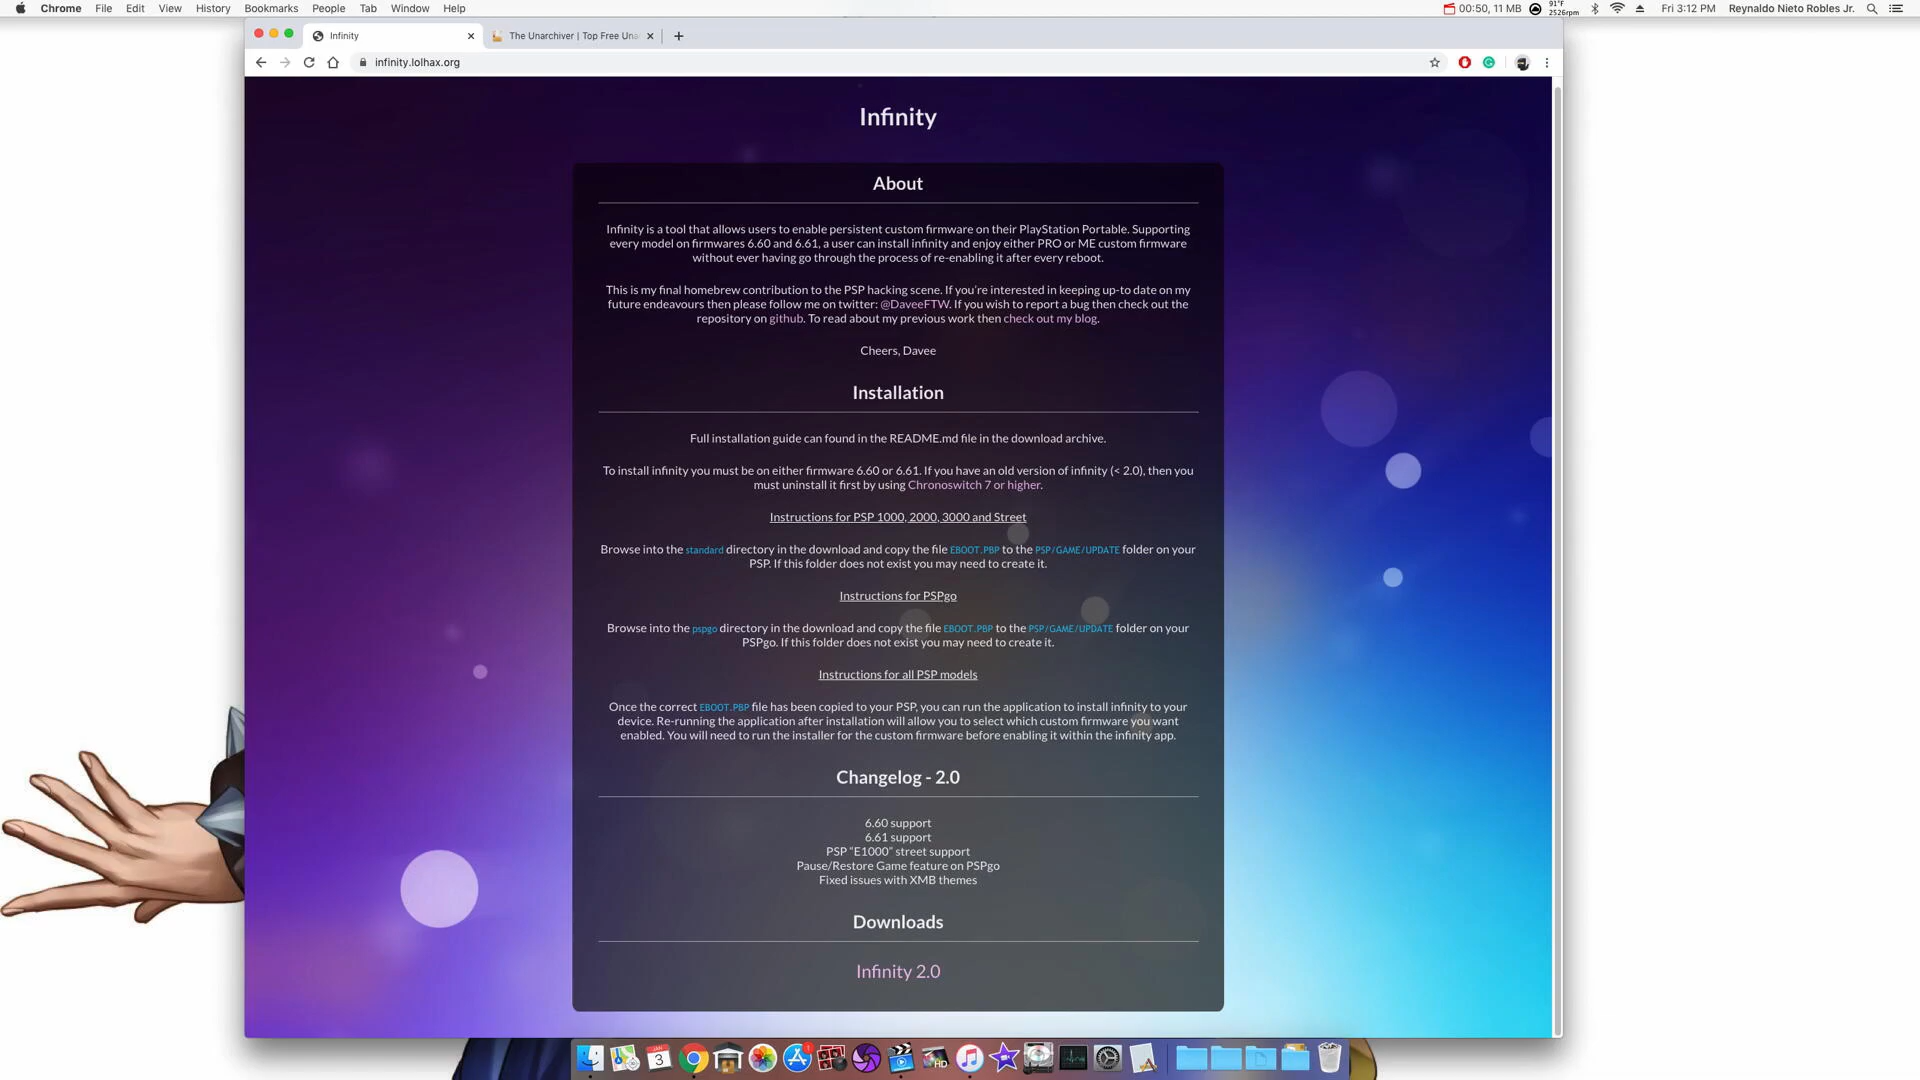 Chrome File Edit View History Bookmarks People Tab Window Help
00:50, 11 MB 91°F 2526rpm Fri 3:12 PM Reynaldo Nieto Robles Jr.
Infinity The Unarchiver | Top Free Una
infinity.lolhax.org
Infinity
About
Infinity is a tool that allows users to enable persistent custom firmware on their PlayStation Portable. Supporting
every model on firmwares 6.60 and 6.61, a user can install infinity and enjoy either PRO or ME custom firmware
without ever having go through the process of re-enabling it after every reboot.
This is my final homebrew contribution to the PSP hacking scene. If you're interested in keeping up-to date on my
future endeavours then please follow me on twitter: @DaveeFTW. If you wish to report a bug then check out the
repository on github. To read about my previous work then check out my blog.
Cheers, Davee
Installation
Full installation guide can found in the README.md file in the download archive.
To install infinity you must be on either firmware 6.60 or 6.61. If you have an old version of infinity (< 2.0), then you
must uninstall it first by using Chronoswitch 7 or higher.
Instructions for PSP 1000, 2000, 3000 and Street
Browse into the standard directory in the download and copy the file EBOOT.PBP to the PSP/GAME/UPDATE folder on your
PSP. If this folder does not exist you may need to create it.
Instructions for PSPgo
Browse into the pspgo directory in the download and copy the file EBOOT.PBP to the PSP/GAME/UPDATE folder on your
PSPgo. If this folder does not exist you may need to create it.
Instructions for all PSP models
Once the correct EBOOT.PBP file has been copied to your PSP, you can run the application to install infinity to your
device. Re-running the application after installation will allow you to select which custom firmware you want
enabled. You will need to run the installer for the custom firmware before enabling it within the infinity app.
Changelog - 2.0
6.60 support
6.61 support
PSP “E1000” street support
Pause/Restore Game feature on PSPgo
Fixed issues with XMB themes
Downloads
Infinity 2.0
JAN
3
1
HD